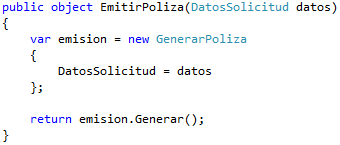 public object EmitirPoliza(DatosSolicitud datos)
{
    var emision = new GenerarPoliza
    {
        DatosSolicitud = datos
    };

    return emision.Generar();
}